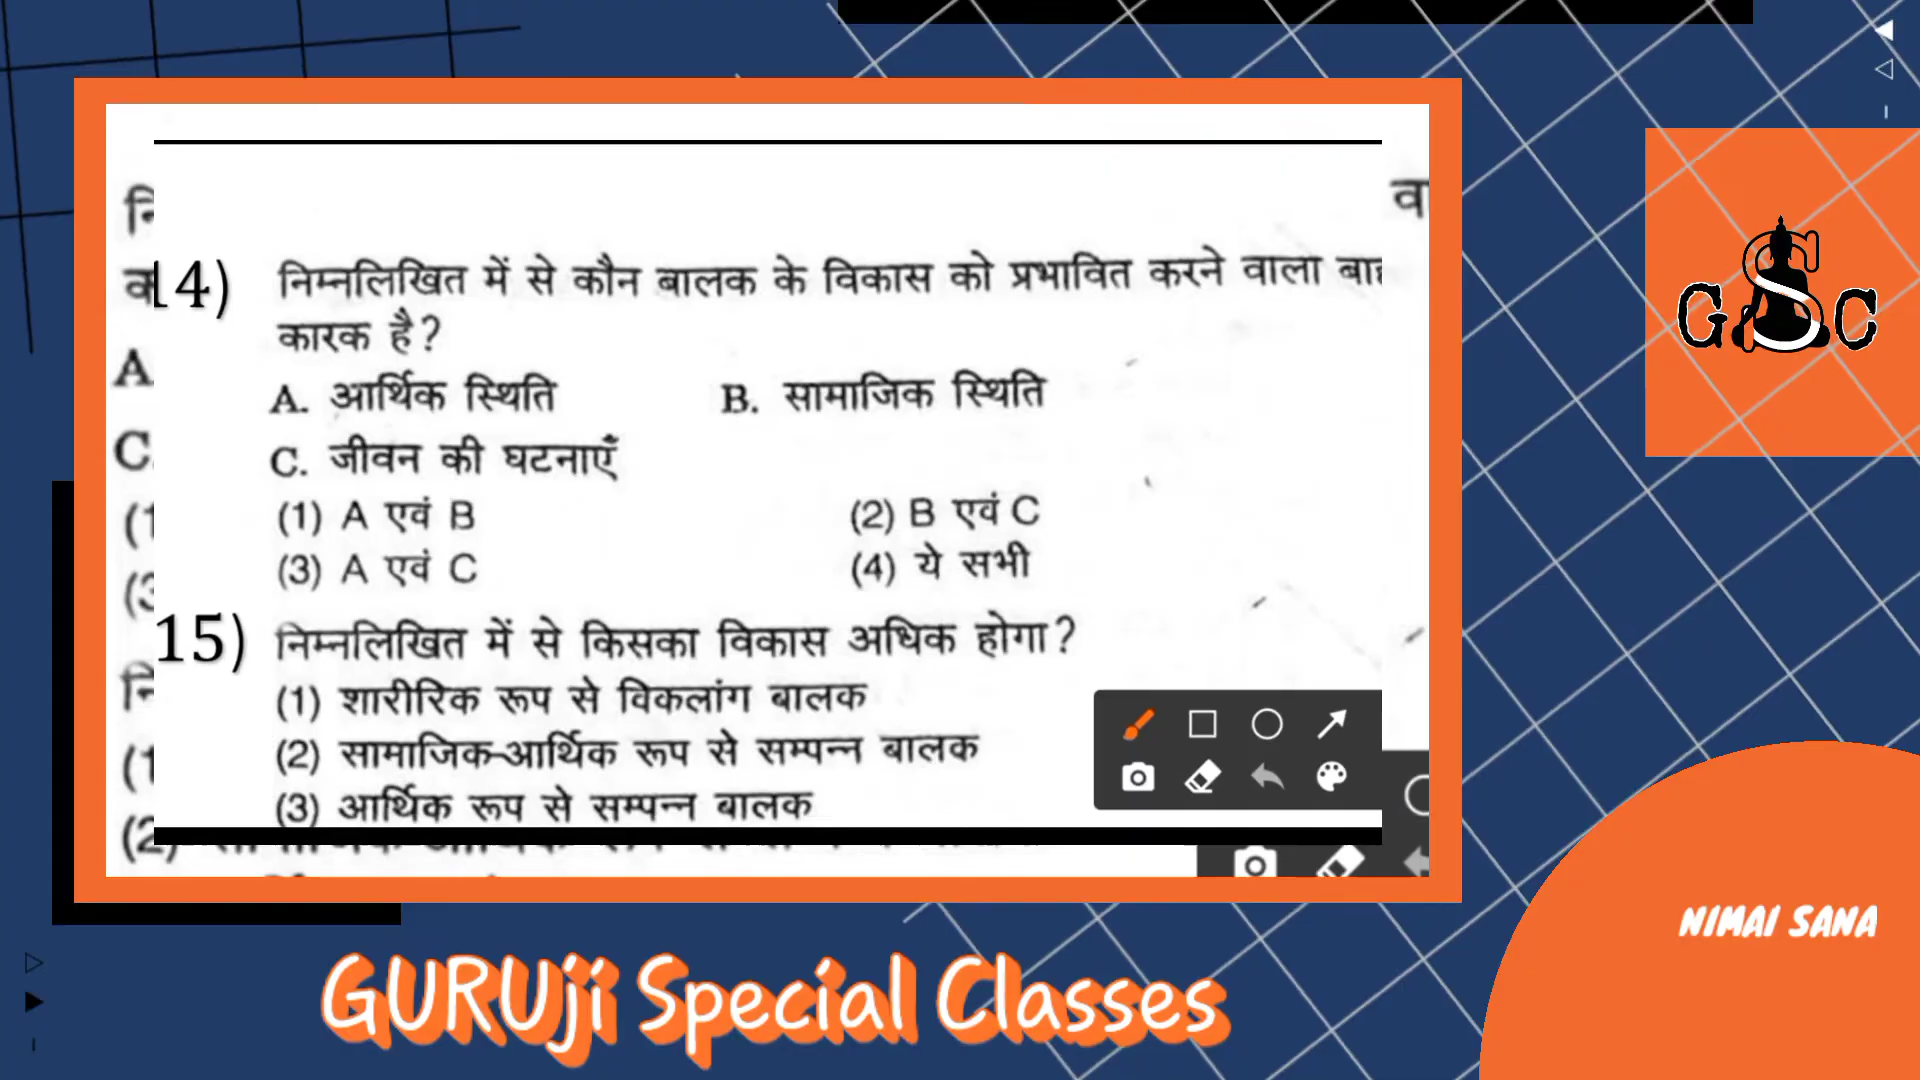 14) निम्नलिखित में से कौन बालक के विकास को प्रभावित करने वाला
कारक है?
A. आर्थिक स्थिति B. सामाजिक स्थिति
C. जीवन की घटनाएँ
(1) A एवं B (2) B एवं C
(3) A एवं C (4) ये सभी
15) निम्नलिखित में से किसका विकास अधिक होगा?
(1) शारीरिक रूप से विकलांग बालक
(2) सामाजिक-आर्थिक रूप से सम्पन्न बालक
(3) आर्थिक रूप से सम्पन्न बालक
GSC
NIMAI SANA
GURUji Special Classes